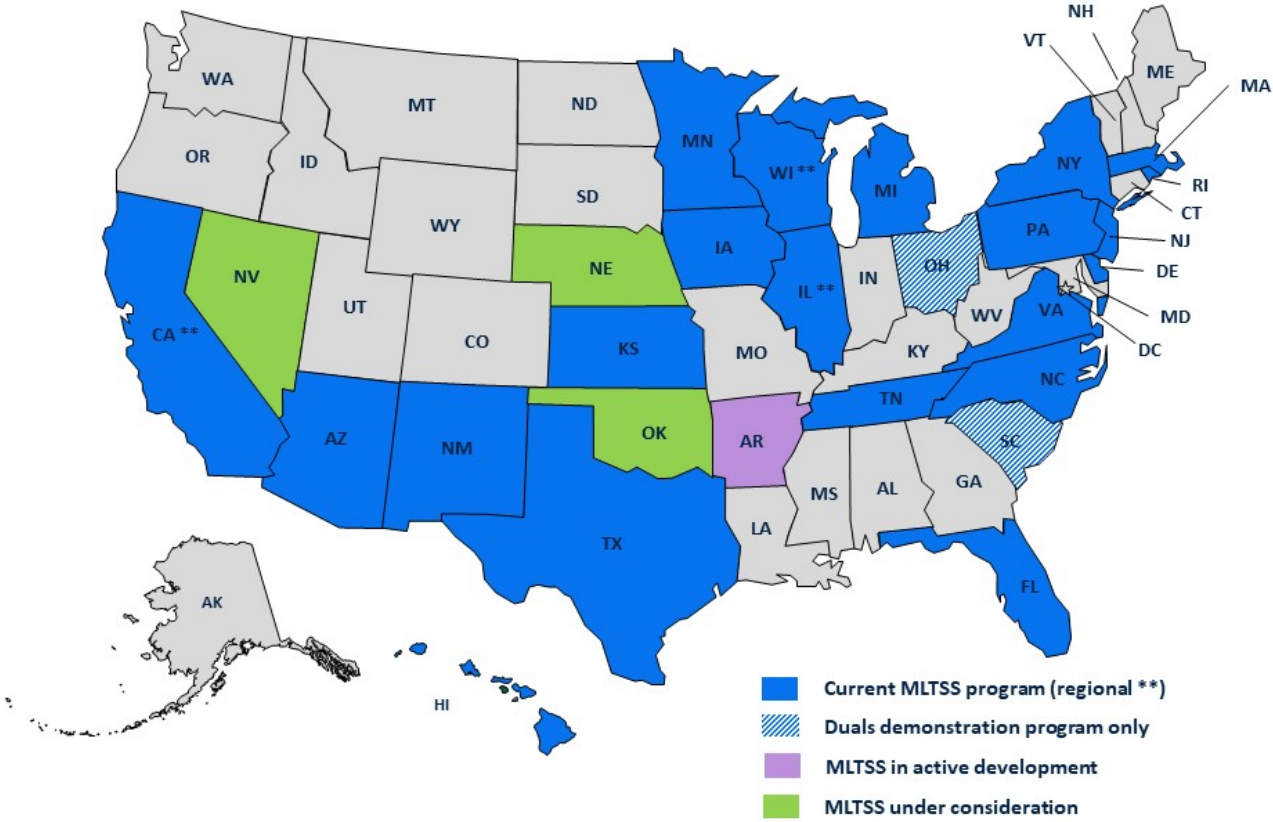 NH
VT
ME
WA
MT
ND
MA
OR
ID
MN
WI **
NY
SD
MI
RI
WY
CT
PA
NJ
IA
NE
OH
DE
NV
IN
IL **
UT
WV
VA
MD
CO
CA **
KS
MO
KY
DC
NC
TN
AZ
OK
AR
SC
NM
MS
AL
GA
LA
TX
FL
AK
HI
Current MLTSS program (regional **)
Duals demonstration program only
MLTSS in active development
MLTSS under consideration